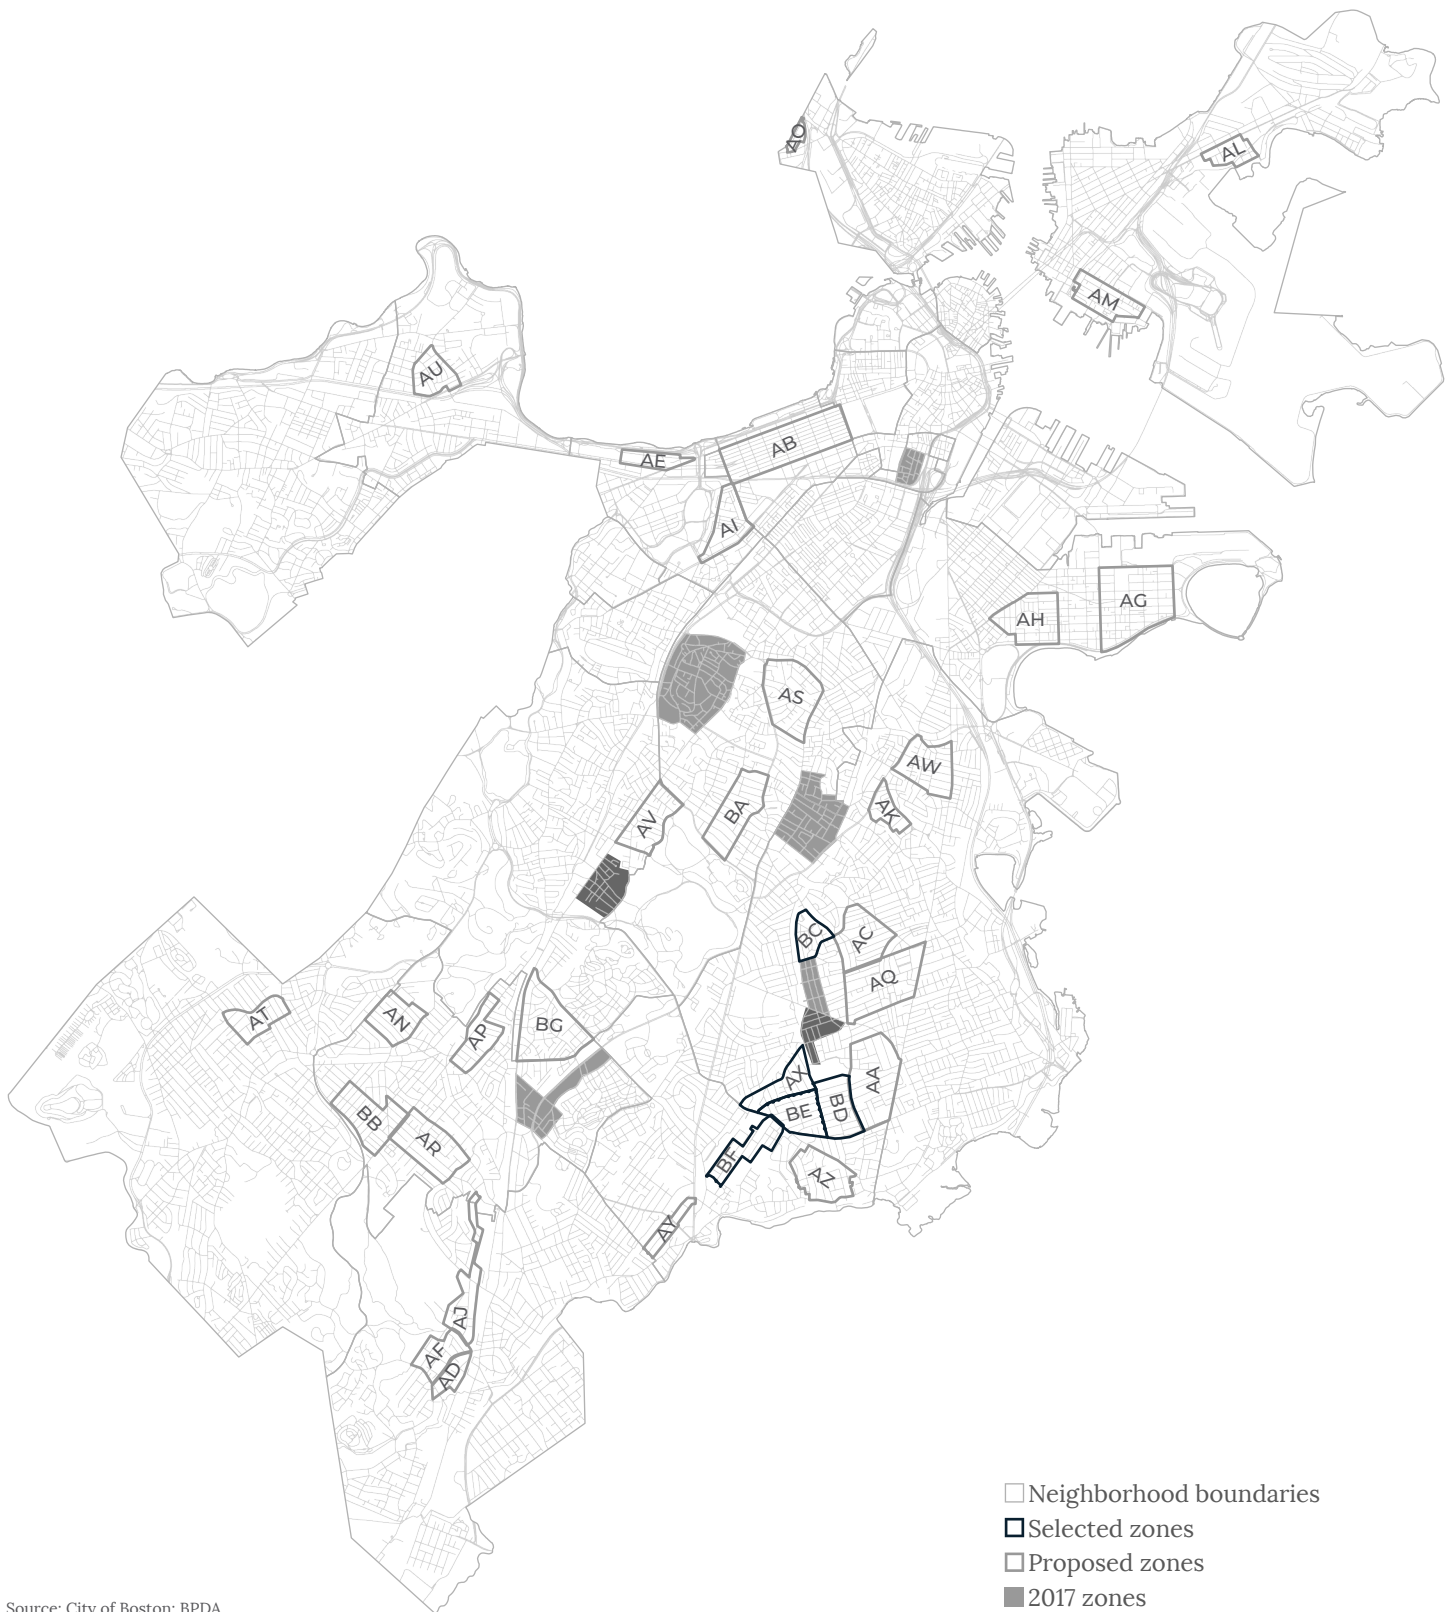 AO
AL
AM
AU
AB
AE
AI
AG
AH
AS
AW
AK
AV
BA
BC
AC
AQ
AT
AN
AP
BG
AX
AA
BE
BD
BB
AR
BF
AZ
AY
AJ
AF
AD
Neighborhood boundaries
Selected zones
Proposed zones
2017 zones
Source: City of Boston; BPDA